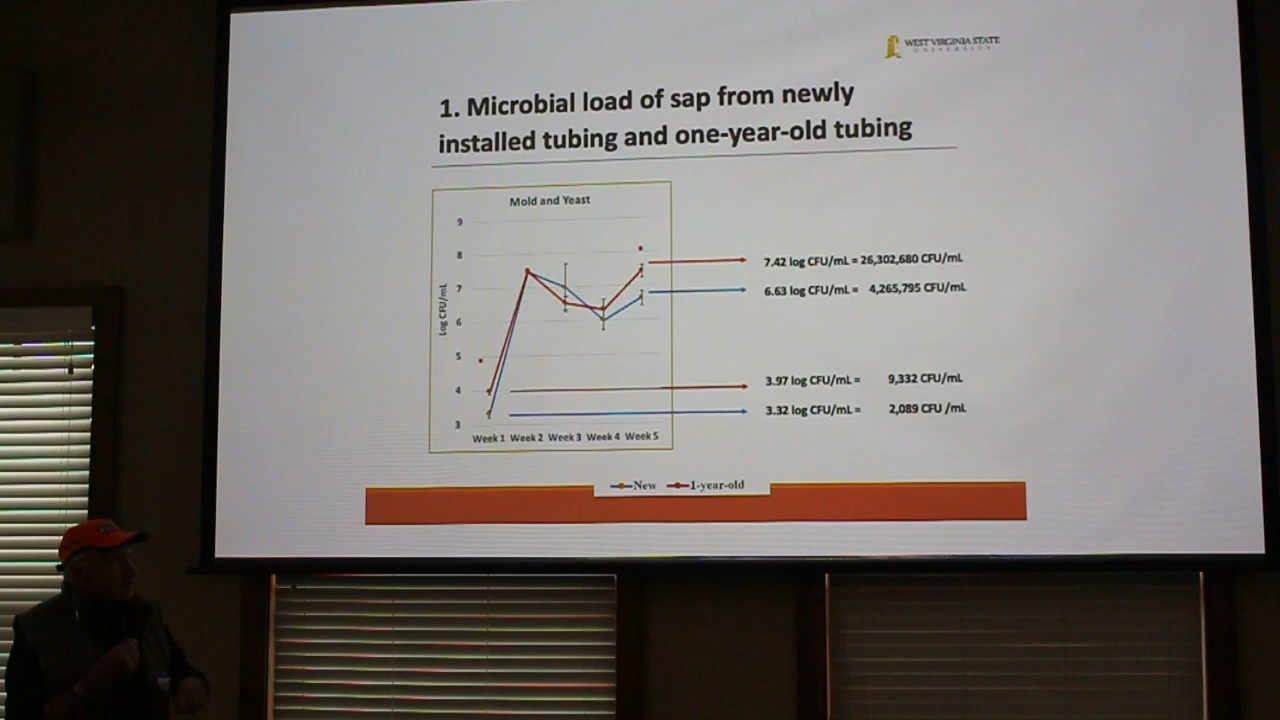 WEST VIRGINIA STATE
UNIVERSITY
1. Microbial load of sap from newly
installed tubing and one-year-old tubing
Mold and Yeast
9
8
7
6
5
4
3
Log CFU/mL
Week 1 Week 2 Week 3 Week 4 Week 5
7.42 log CFU/mL = 26,302,680 CFU/mL
6.63 log CFU/mL = 4,265,795 CFU/mL
3.97 log CFU/mL = 9,332 CFU/mL
3.32 log CFU/mL = 2,089 CFU /mL
New 1-year-old